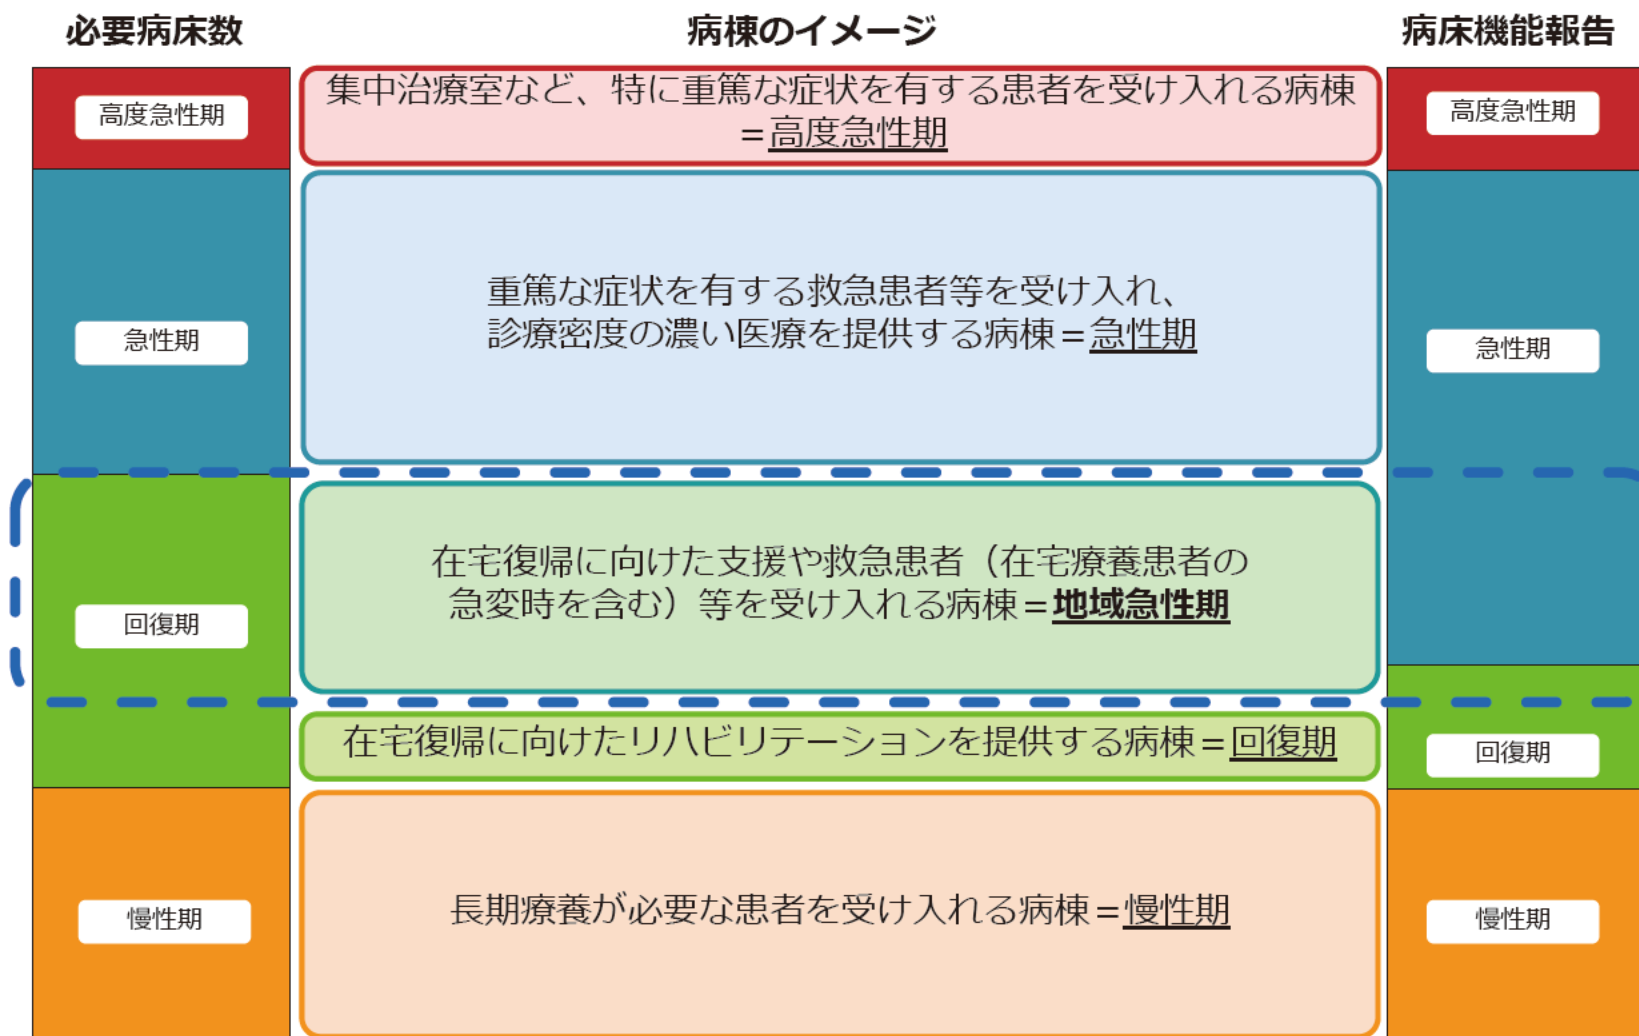 必要病床数
病棟のイメージ
病床機能報告
高度急性期
集中治療室など、特に重篤な症状を有する患者を受け入れる病棟
=高度急性期
高度急性期
急性期
重篤な症状を有する救急患者等を受け入れ、
診療密度の濃い医療を提供する病棟=急性期
急性期
回復期
在宅復帰に向けた支援や救急患者（在宅療養患者の
急変時を含む）等を受け入れる病棟=地域急性期
在宅復帰に向けたリハビリテーションを提供する病棟=回復期
回復期
慢性期
長期療養が必要な患者を受け入れる病棟=慢性期
慢性期